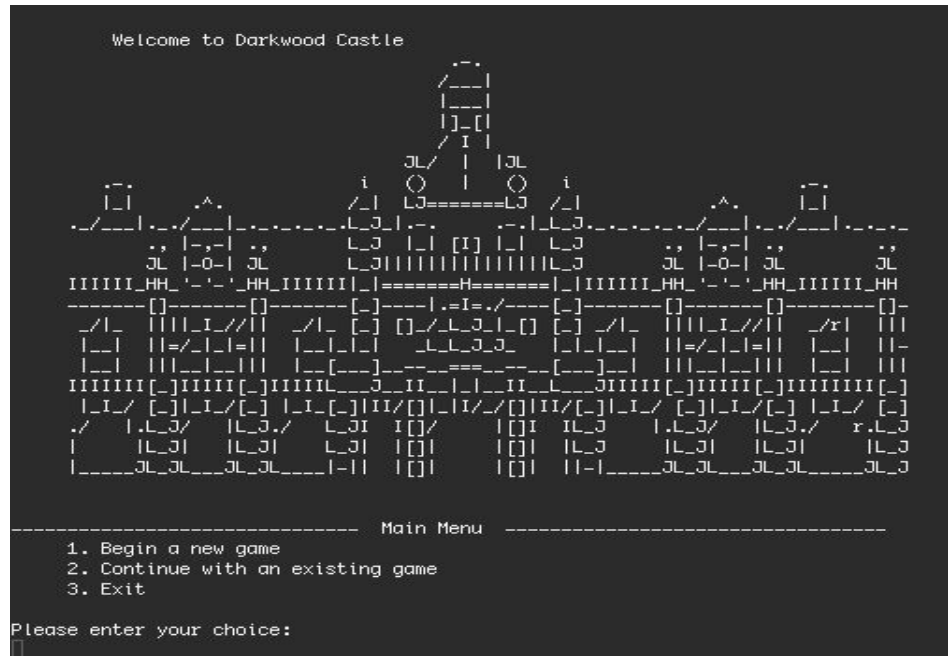 Welcome to Darkwood Castle
------------------------------- Main Menu ----------------------------------
1. Begin a new game
2. Continue with an existing game
3. Exit
Please enter your choice: